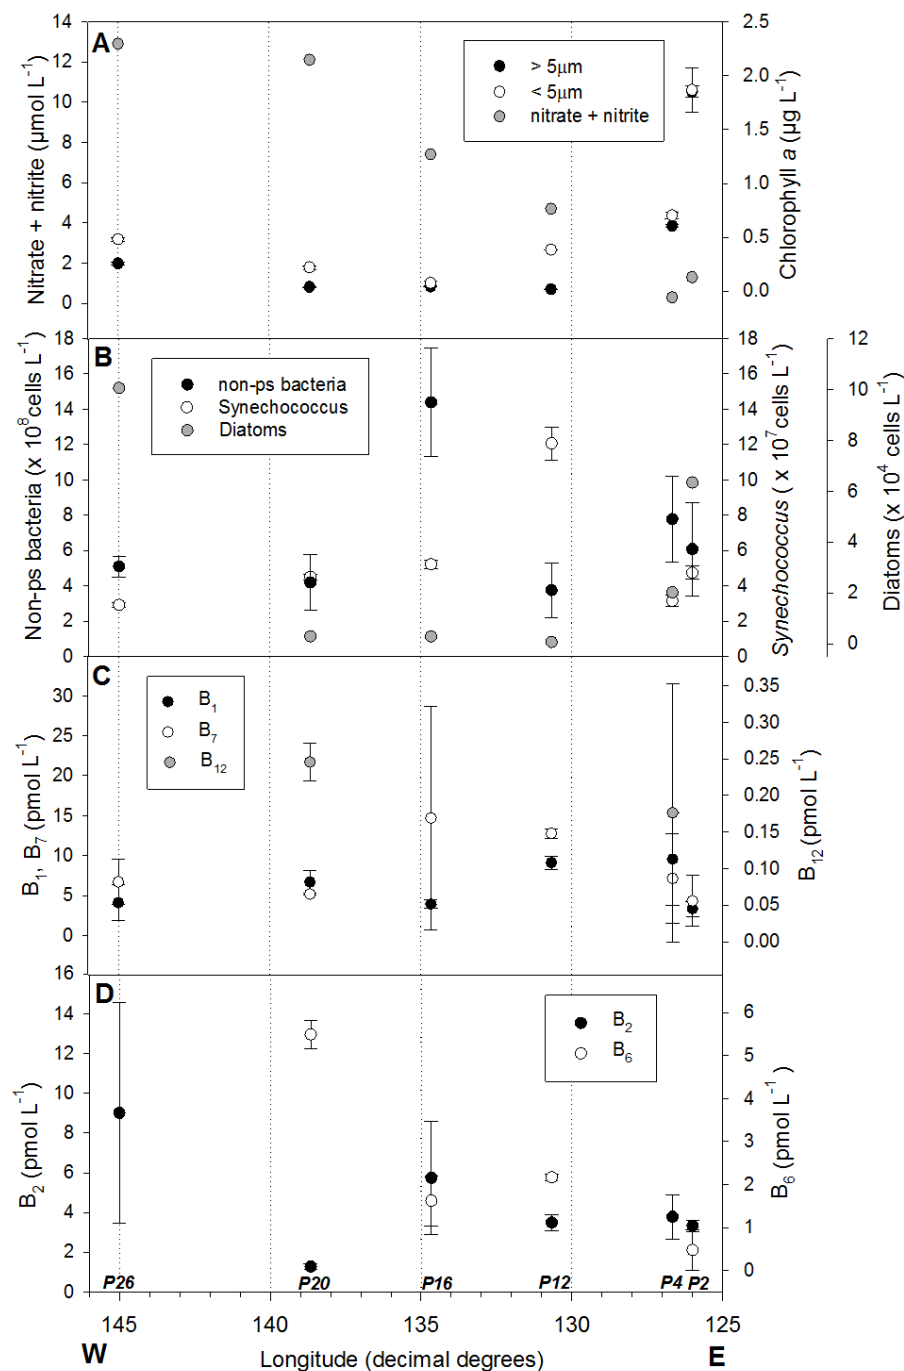 A
14
12
10
8
6
4
2
0
Nitrate + nitrite (µmol L-1)
> 5µm
< 5µm
nitrate + nitrite
2.5
2.0
1.5
1.0
0.5
0.0
Chlorophyll a (µg L-1)
B
18
16
14
12
10
8
6
4
2
0
Non-ps bacteria (x 10⁸cells L-1)
non-ps bacteria
Synechococcus
Diatoms
18
16
14
12
10
8
6
4
2
0
Synechococcus ( x 10⁷cells L-1)
12
10
8
6
4
2
0
Diatoms (x 10⁴ cells L-1)
C
30
25
20
15
10
5
0
B1, B7 (pmol L-1)
B1
B7
B12
0.35
0.30
0.25
0.20
0.15
0.10
0.05
0.00
B12 (pmol L-1)
D
16
14
12
10
8
6
4
2
0
B2 (pmol L-1)
B2
B6
6
5
4
3
2
1
0
B6 (pmol L-1)
P26 P20 P16 P12 P4 P2
145 140 135 130 125
W Longitude (decimal degrees) E